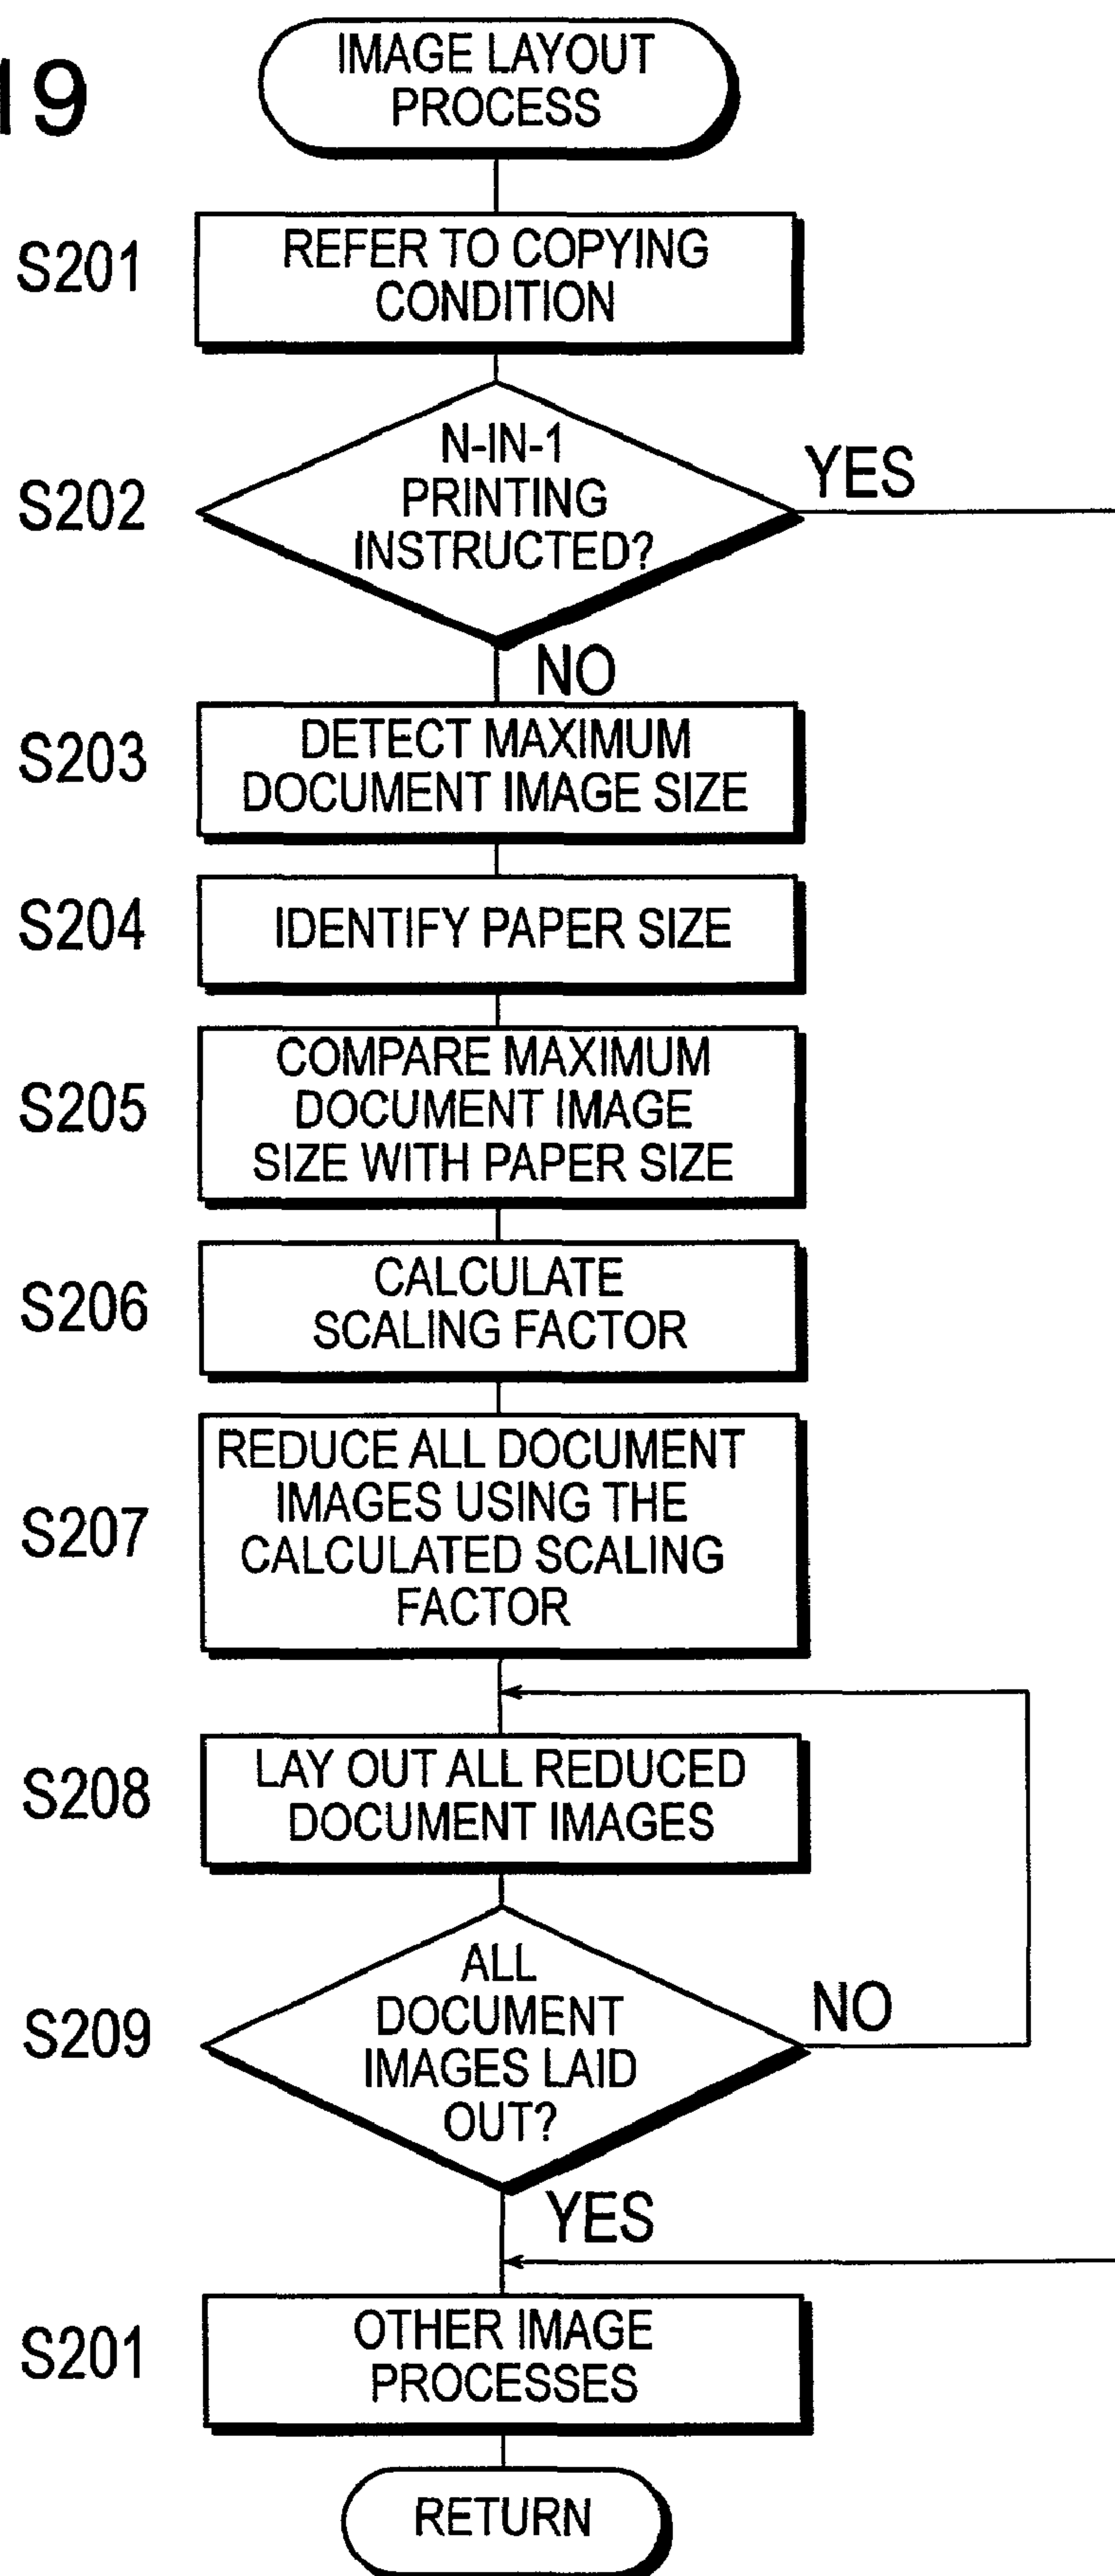 19
IMAGE LAYOUT
PROCESS
S201
REFER TO COPYING
CONDITION
S202
N-IN-1
PRINTING
INSTRUCTED?
YES
NO
S203
DETECT MAXIMUM
DOCUMENT IMAGE SIZE
S204
IDENTIFY PAPER SIZE
S205
COMPARE MAXIMUM
DOCUMENT IMAGE
SIZE WITH PAPER SIZE
S206
CALCULATE
SCALING FACTOR
S207
REDUCE ALL DOCUMENT
IMAGES USING THE
CALCULATED SCALING
FACTOR
S208
LAY OUT ALL REDUCED
DOCUMENT IMAGES
S209
ALL
DOCUMENT
IMAGES LAID
OUT?
NO
YES
S201
OTHER IMAGE
PROCESSES
RETURN